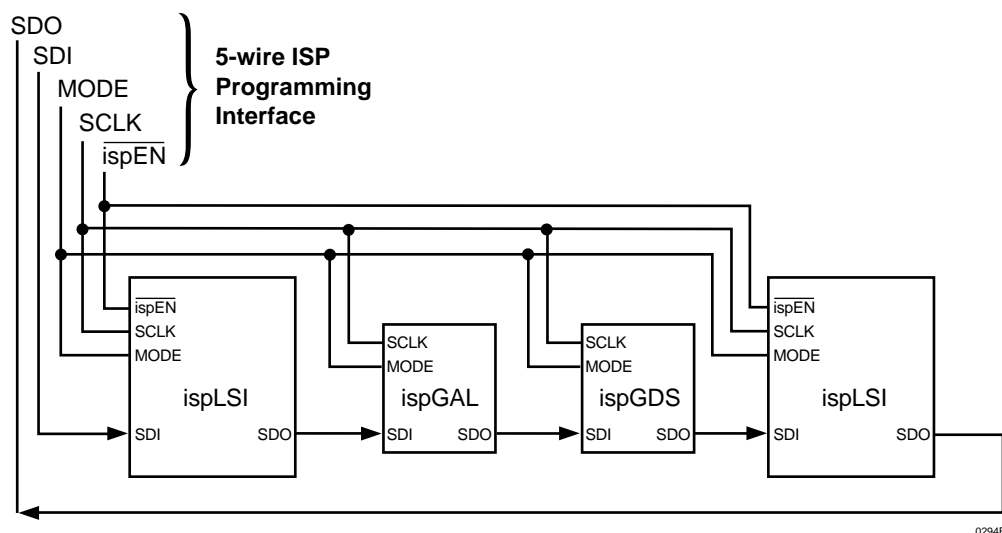 SDO
SDI
MODE
SCLK
ispEN
5-wire ISP
Programming
Interface
ispEN
SCLK
MODE
ispLSI
SDI SDO
SCLK
MODE
ispGAL
SDI SDO
SCLK
MODE
ispGDS
SDI SDO
ispEN
SCLK
MODE
ispLSI
SDI SDO